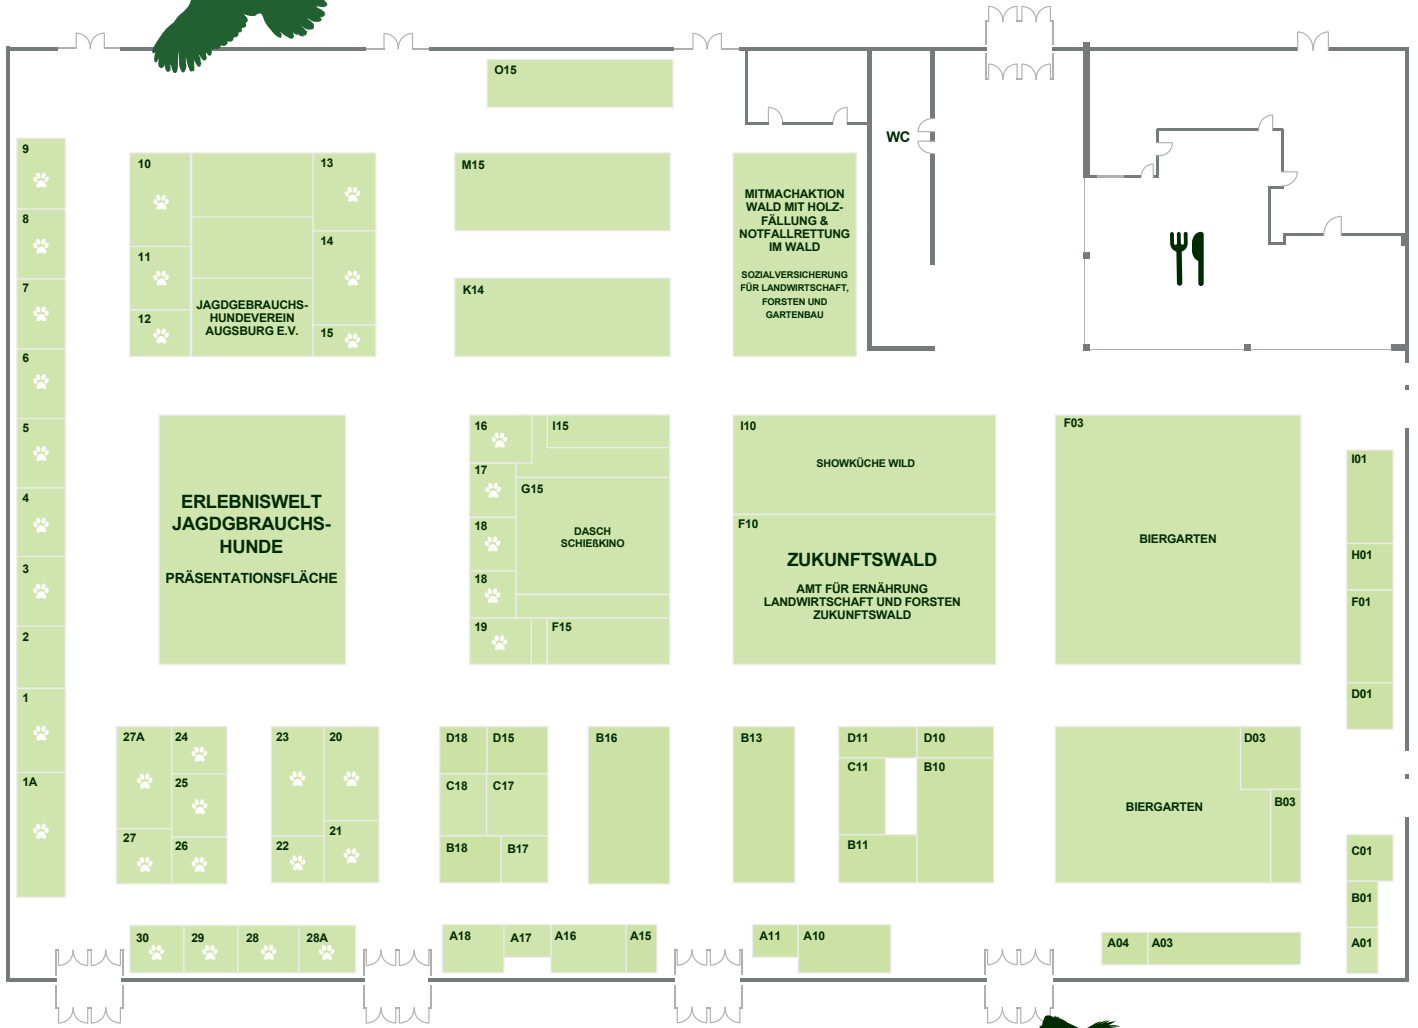 O15
WC
9
8
7
6
5
4
3
2
1
1A
10
11
12
13
14
15
JAGDGEBRAUCHS-
HUNDEVEREIN
AUGSBURG E.V.
M15
K14
MITMACHAKTION
WALD MIT HOLZ-
FÄLLUNG &
NOTFALLRETTUNG
IM WALD
SOZIALVERSICHERUNG
FÜR LANDWIRTSCHAFT,
FORSTEN UND
GARTENBAU
ERLEBNISWELT
JAGDGBRAUCHS-
HUNDE
PRÄSENTATIONSFLÄCHE
16
I15
17
G15
18
DASCH
SCHIEßKINO
18
19
F15
I10
SHOWKÜCHE WILD
F10
ZUKUNFTSWALD
AMT FÜR ERNÄHRUNG
LANDWIRTSCHAFT UND FORSTEN
ZUKUNFTSWALD
F03
BIERGARTEN
I01
H01
F01
D01
27A
24
25
27
26
23
20
21
22
D18
D15
C18
C17
B18
B17
B16
B13
D11
D10
C11
B10
B11
BIERGARTEN
D03
B03
C01
B01
A01
30
29
28
28A
A18
A17
A16
A15
A11
A10
A04
A03